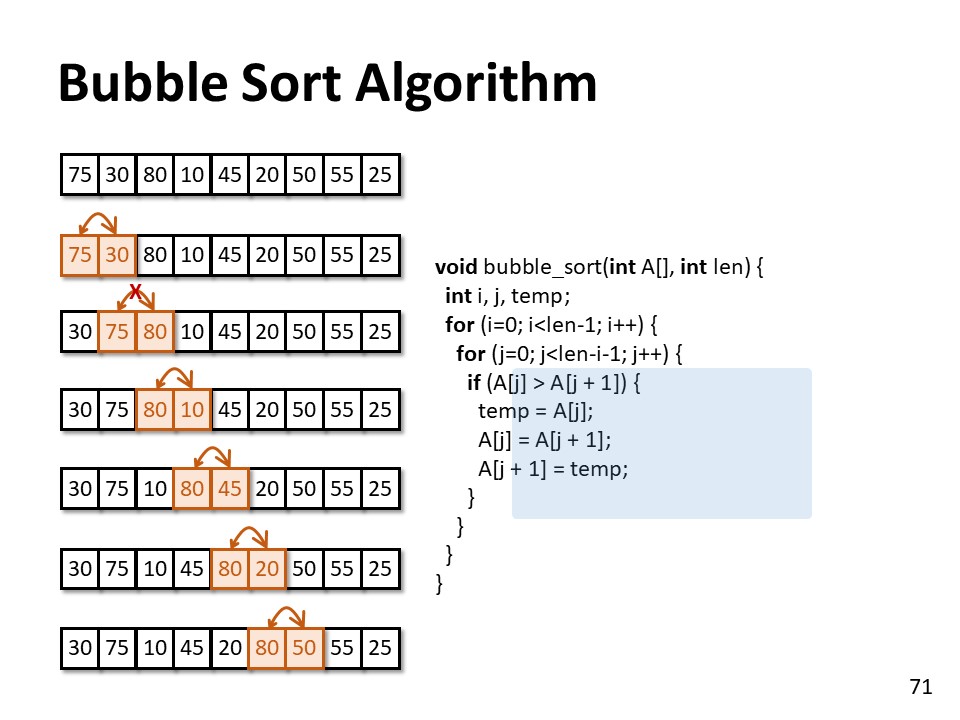 Bubble Sort Algorithm
75 30 80 10 45 20 50 55 25
75 30 80 10 45 20 50 55 25
X
30 75 80 10 45 20 50 55 25
30 75 80 10 45 20 50 55 25
30 75 10 80 45 20 50 55 25
30 75 10 45 80 20 50 55 25
30 75 10 45 20 80 50 55 25
void bubble_sort(int A[], int len) {
int i, j, temp;
for (i=0; i<len-1; i++) {
for (j=0; j<len-i-1; j++) {
if (A[j] > A[j + 1]) {
temp = A[j];
A[j] = A[j + 1];
A[j + 1] = temp;
}
}
}
}
71